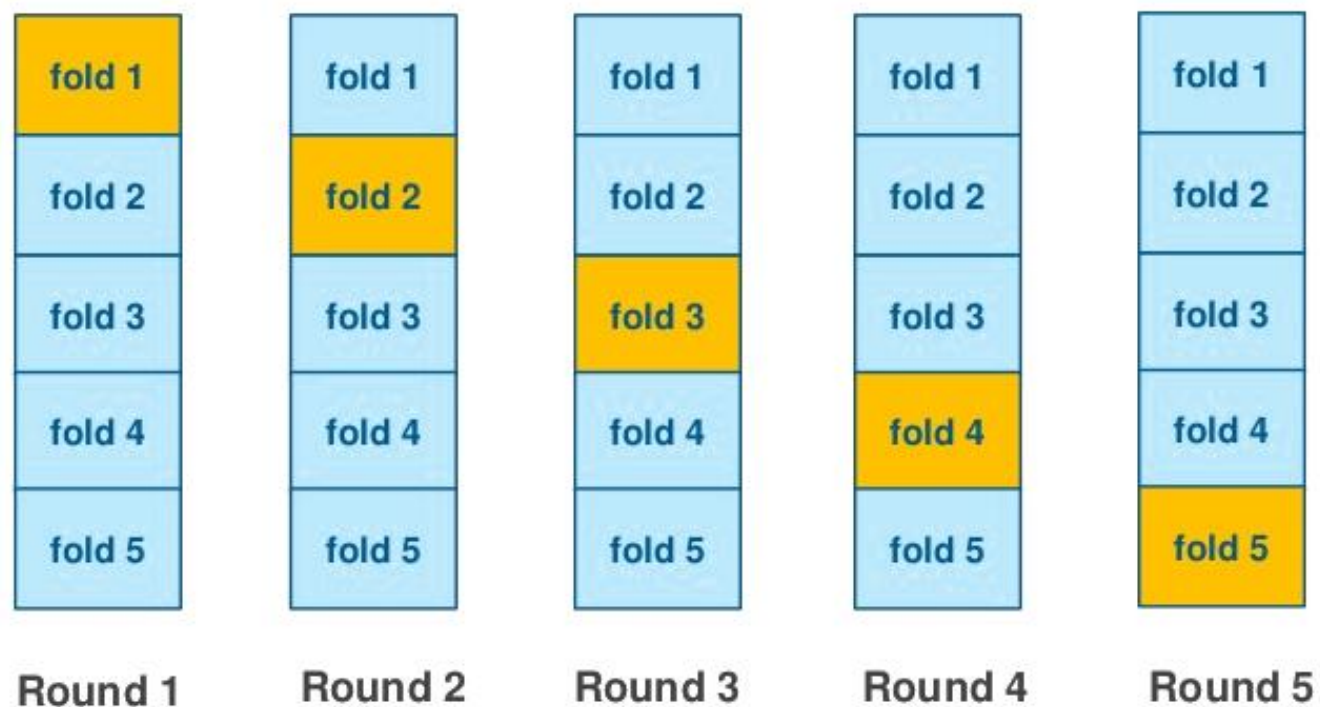 fold 1 fold 1 fold 1 fold 1 fold 1
fold 2 fold 2 fold 2 fold 2 fold 2
fold 3 fold 3 fold 3 fold 3 fold 3
fold 4 fold 4 fold 4 fold 4 fold 4
fold 5 fold 5 fold 5 fold 5 fold 5
Round 1 Round 2 Round 3 Round 4 Round 5